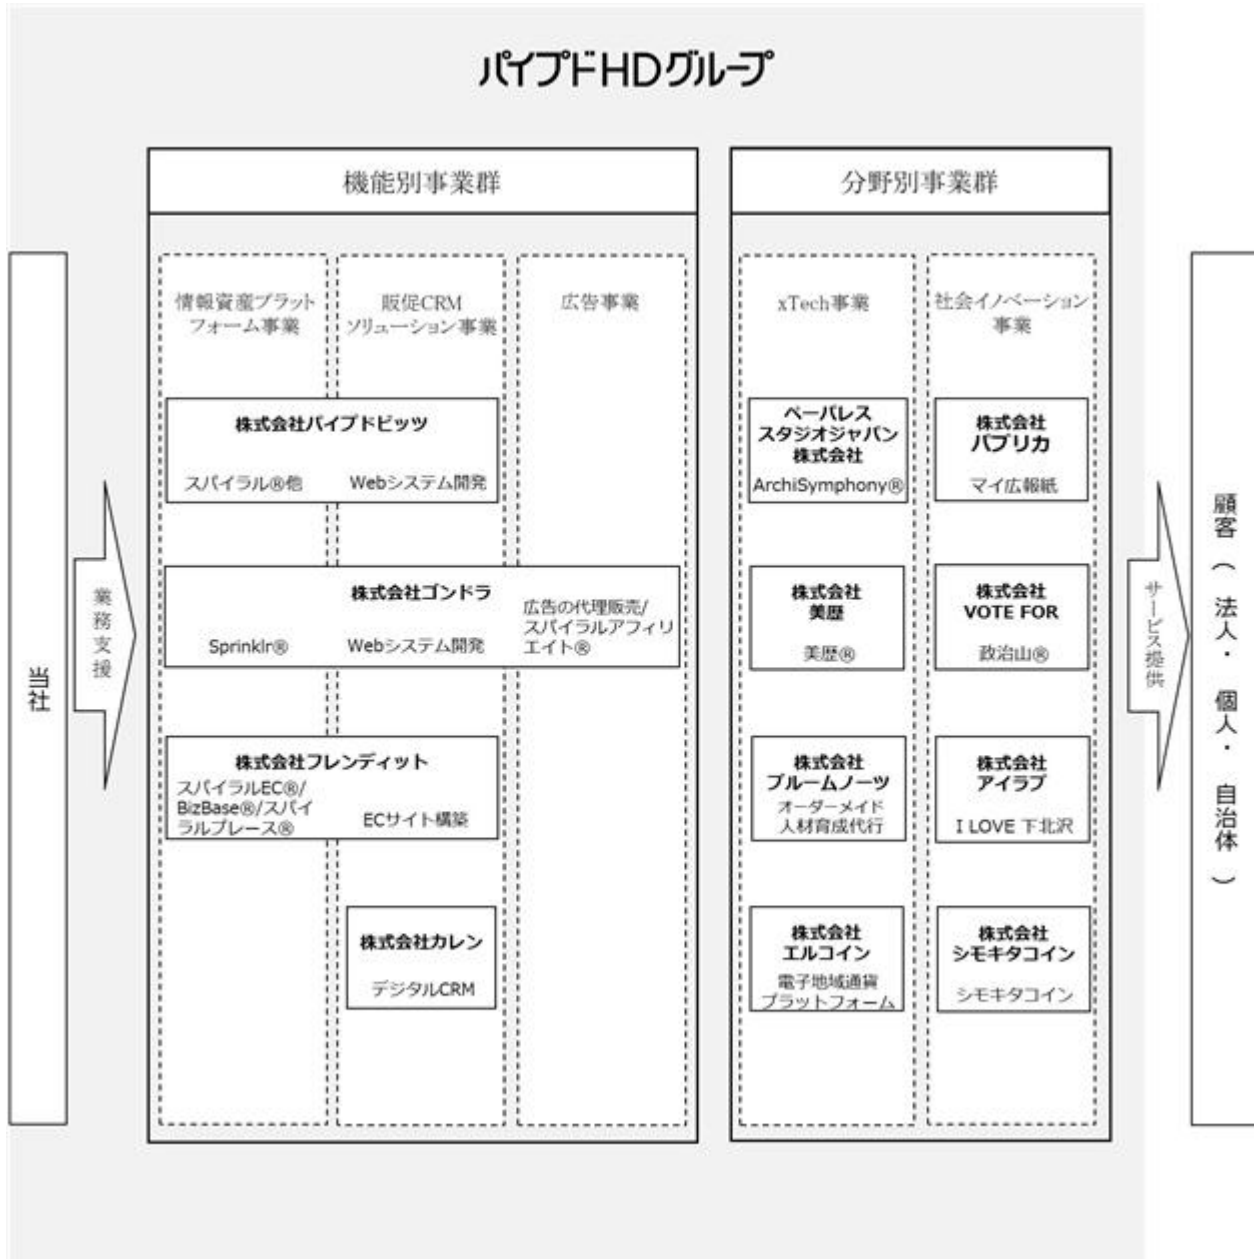 パイプドHDグループ
機能別事業群
分野別事業群
情報資産プラット
フォーム事業
販促CRM
ソリューション事業
広告事業
xTech事業
社会イノベーション
事業
株式会社パイプドビッツ
スパイラル®他
Webシステム開発
ペーパレス
スタジオジャパン
株式会社
ArchiSymphony®
株式会社
パブリカ
マイ広報紙
株式会社ゴンドラ
Sprinklr®
Webシステム開発
広告の代理販売/
スパイラルアフィリ
エイト®
株式会社
美歴
美歴®
株式会社
VOTE FOR
政治山®
株式会社フレンディット
スパイラルEC®/
BizBase®/スパイ
ラルプレース®
ECサイト構築
株式会社
ブルームノーツ
オーダーメイド
人材育成代行
株式会社
アイラブ
I LOVE 下北沢
株式会社カレン
デジタルCRM
株式会社
エルコイン
電子地域通貨
プラットフォーム
株式会社
シモキタコイン
シモキタコイン
当社
業務支援
サービス提供
顧客（法人・個人・自治体）